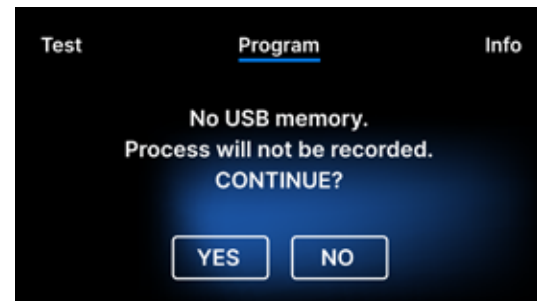 Test Program Info
No USB memory.
Process will not be recorded.
CONTINUE?
YES NO